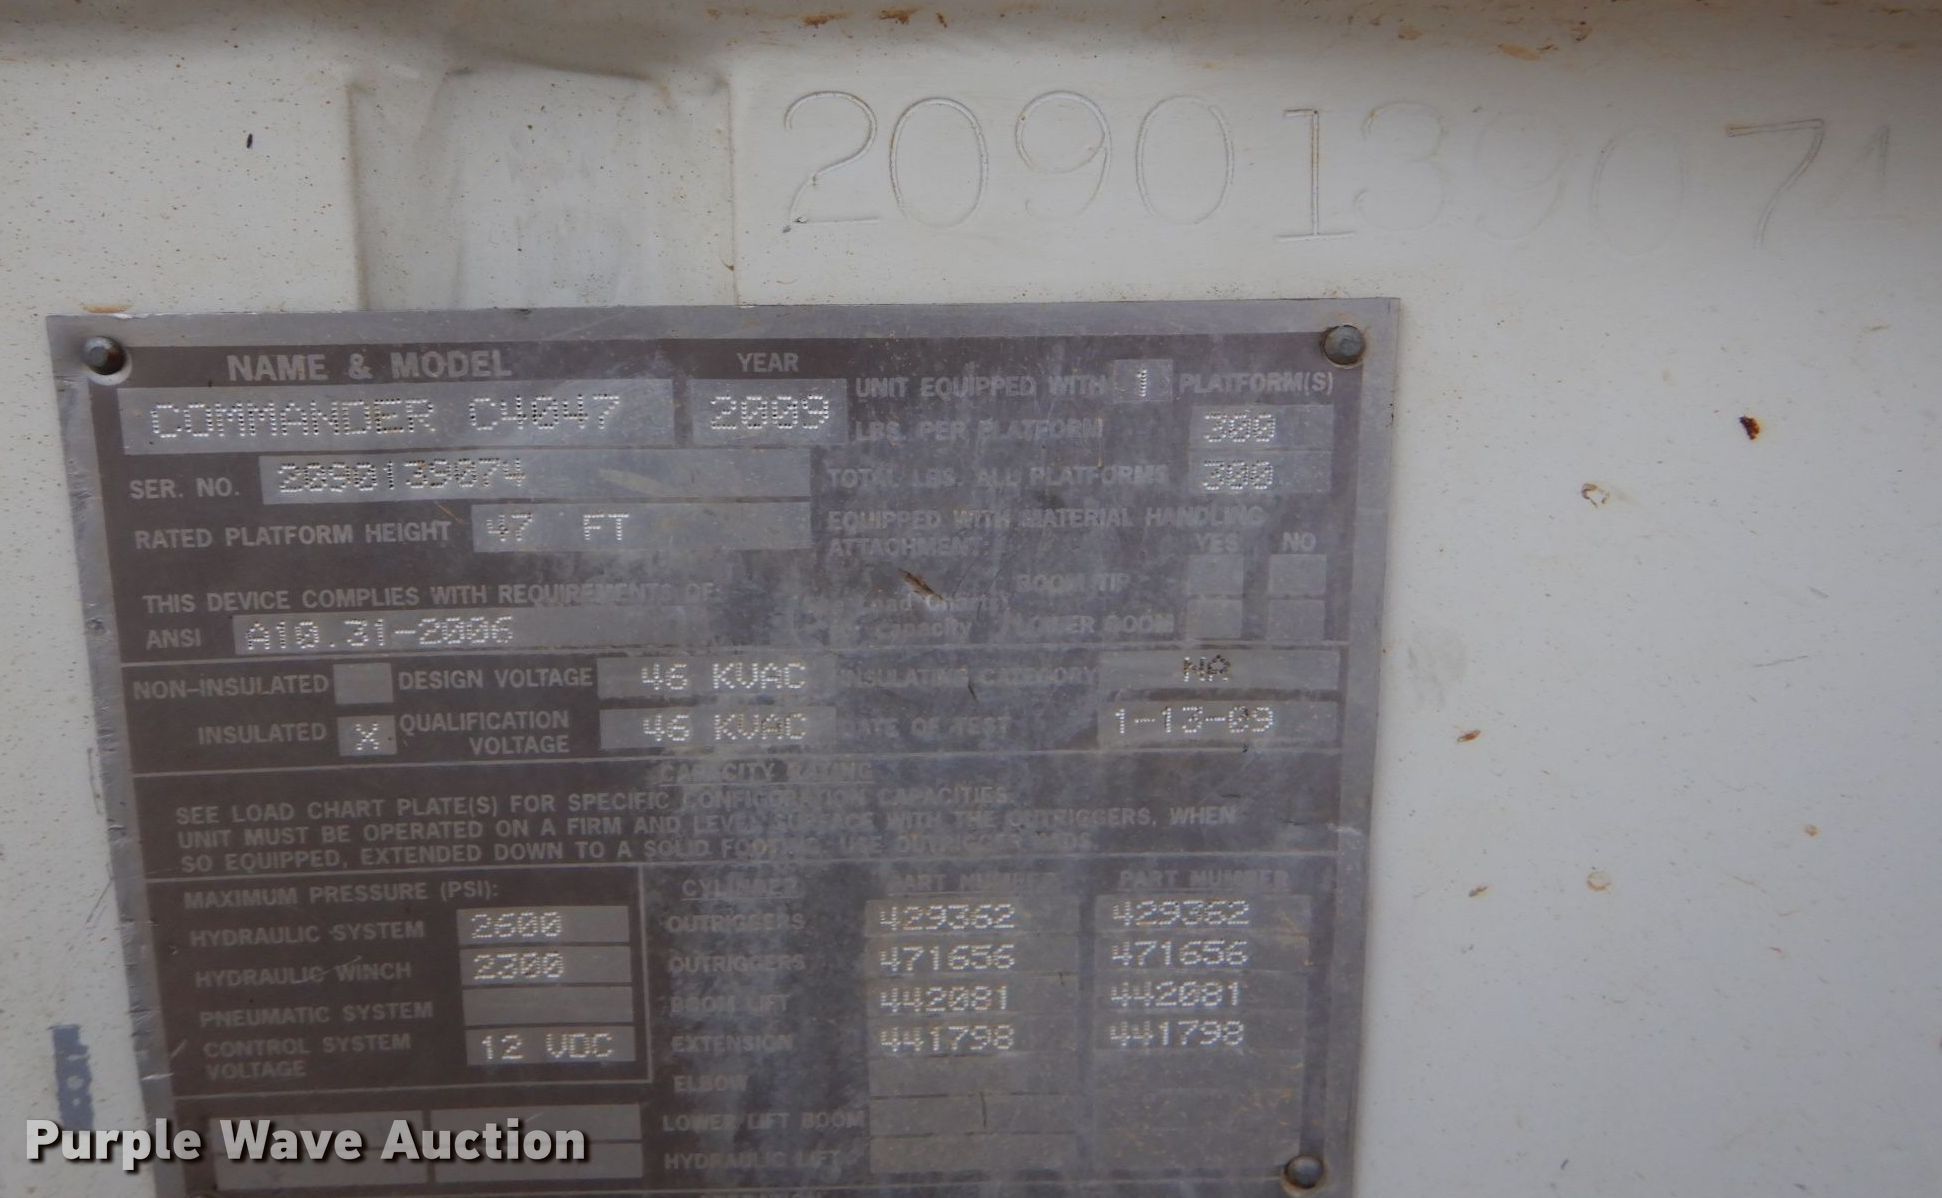 2090139074
NAME & MODEL YEAR
COMMANDER C4047 2009
UNIT EQUIPPED WITH 1 PLATFORM(S)
LBS. PER PLATFORM 300
SER. NO. 2090139074
TOTAL LBS. ALL PLATFORMS 300
RATED PLATFORM HEIGHT 47 FT
EQUIPPED WITH MATERIAL HANDLING
ATTACHMENT: YES NO
BOOM TIP
THIS DEVICE COMPLIES WITH REQUIREMENTS OF:
Load Chart
ANSI A10.31-2006
capacity LOWER BOOM
NON-INSULATED DESIGN VOLTAGE 46 KVAC INSULATING CATEGORY NA
INSULATED X QUALIFICATION VOLTAGE 46 KVAC DATE OF TEST 1-13-09
CAPACITY RATING
SEE LOAD CHART PLATE(S) FOR SPECIFIC CONFIGURATION CAPACITIES.
UNIT MUST BE OPERATED ON A FIRM AND LEVEL SURFACE WITH THE OUTRIGGERS, WHEN
SO EQUIPPED, EXTENDED DOWN TO A SOLID FOOTING. USE OUTRIGGER PADS.
MAXIMUM PRESSURE (PSI):
HYDRAULIC SYSTEM 2600
HYDRAULIC WINCH 2300
PNEUMATIC SYSTEM
CONTROL SYSTEM
VOLTAGE 12 VDC
CYLINDER PART NUMBER PART NUMBER
OUTRIGGERS 429362 429362
OUTRIGGERS 471656 471656
BOOM LIFT 442081 442081
EXTENSION 441798 441798
ELBOW
LOWER LIFT BOOM
HYDRAULIC LIFT
Purple Wave Auction